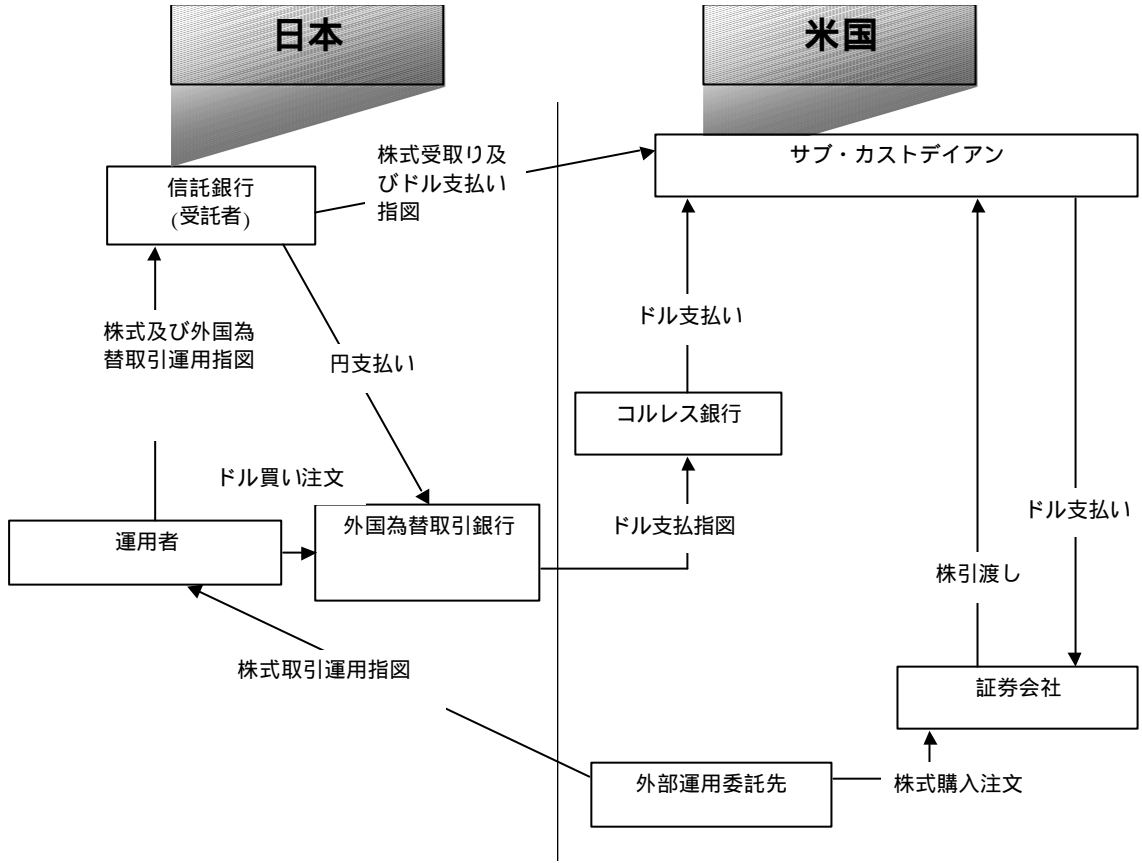 日本
米国
株式受取り及
びドル支払い
指図
サブ・カストデイアン
信託銀行
(受託者)
ドル支払い
株式及び外国為
替取引運用指図
円支払い
コルレス銀行
ドル買い注文
運用者
外国為替取引銀行
ドル支払指図
ドル支払い
株引渡し
株式取引運用指図
証券会社
外部運用委託先
株式購入注文